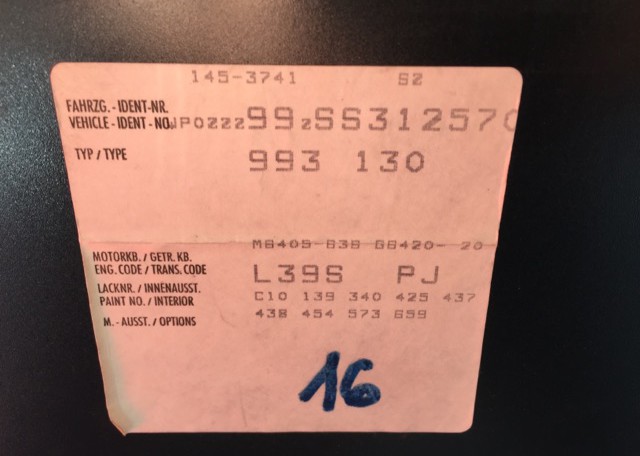 145-3741 S2
FAHRZG.-IDENT-NR.
VEHICLE-IDENT-NO. WP0ZZZ99ZSS312570
TYP / TYPE 993 130
M6405-638 G6420- 20
MOTORKB. / GETR. KB.
ENG. CODE / TRANS. CODE
L39S PJ
LACKNR. / INNENAUSST.
PAINT NO. / INTERIOR
C10 139 340 425 437
M.- AUSST. / OPTIONS
438 454 573 659
16